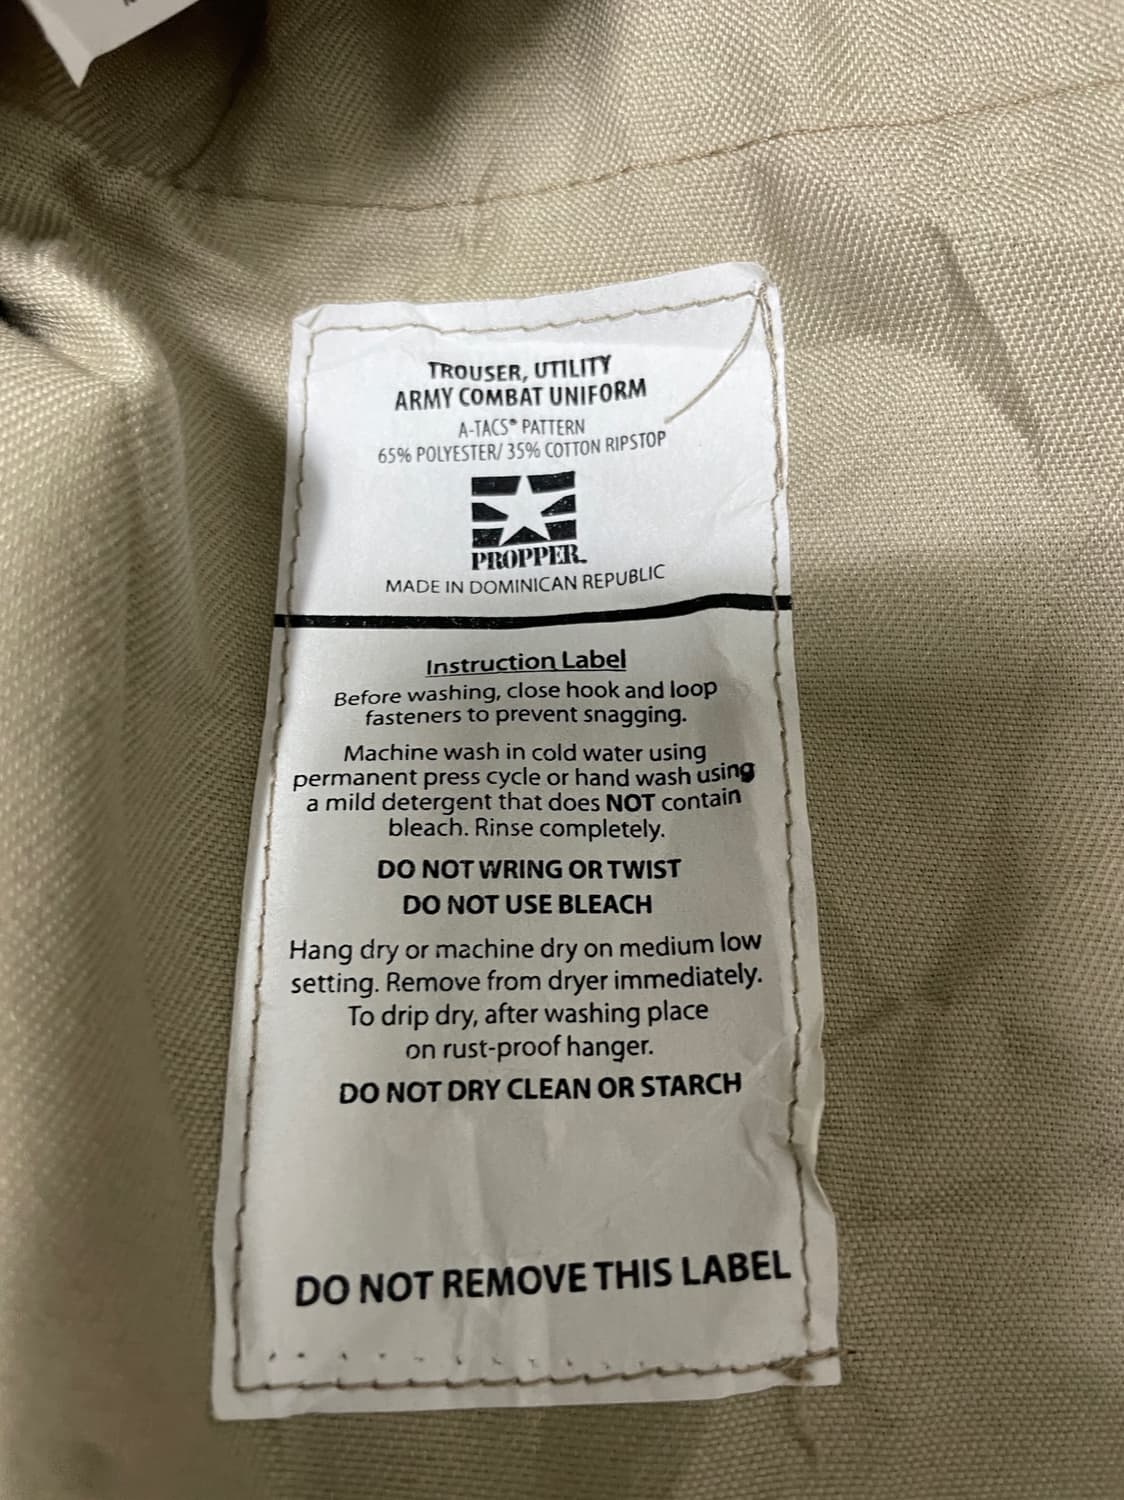 TROUSER, UTILITY
ARMY COMBAT UNIFORM
A-TACS® PATTERN
65% POLYESTER/ 35% COTTON RIPSTOP
PROPPER™
MADE IN DOMINICAN REPUBLIC
Instruction Label
Before washing, close hook and loop
fasteners to prevent snagging.
Machine wash in cold water using
permanent press cycle or hand wash using
a mild detergent that does NOT contain
bleach. Rinse completely.
DO NOT WRING OR TWIST
DO NOT USE BLEACH
Hang dry or machine dry on medium low
setting. Remove from dryer immediately.
To drip dry, after washing place
on rust-proof hanger.
DO NOT DRY CLEAN OR STARCH
DO NOT REMOVE THIS LABEL